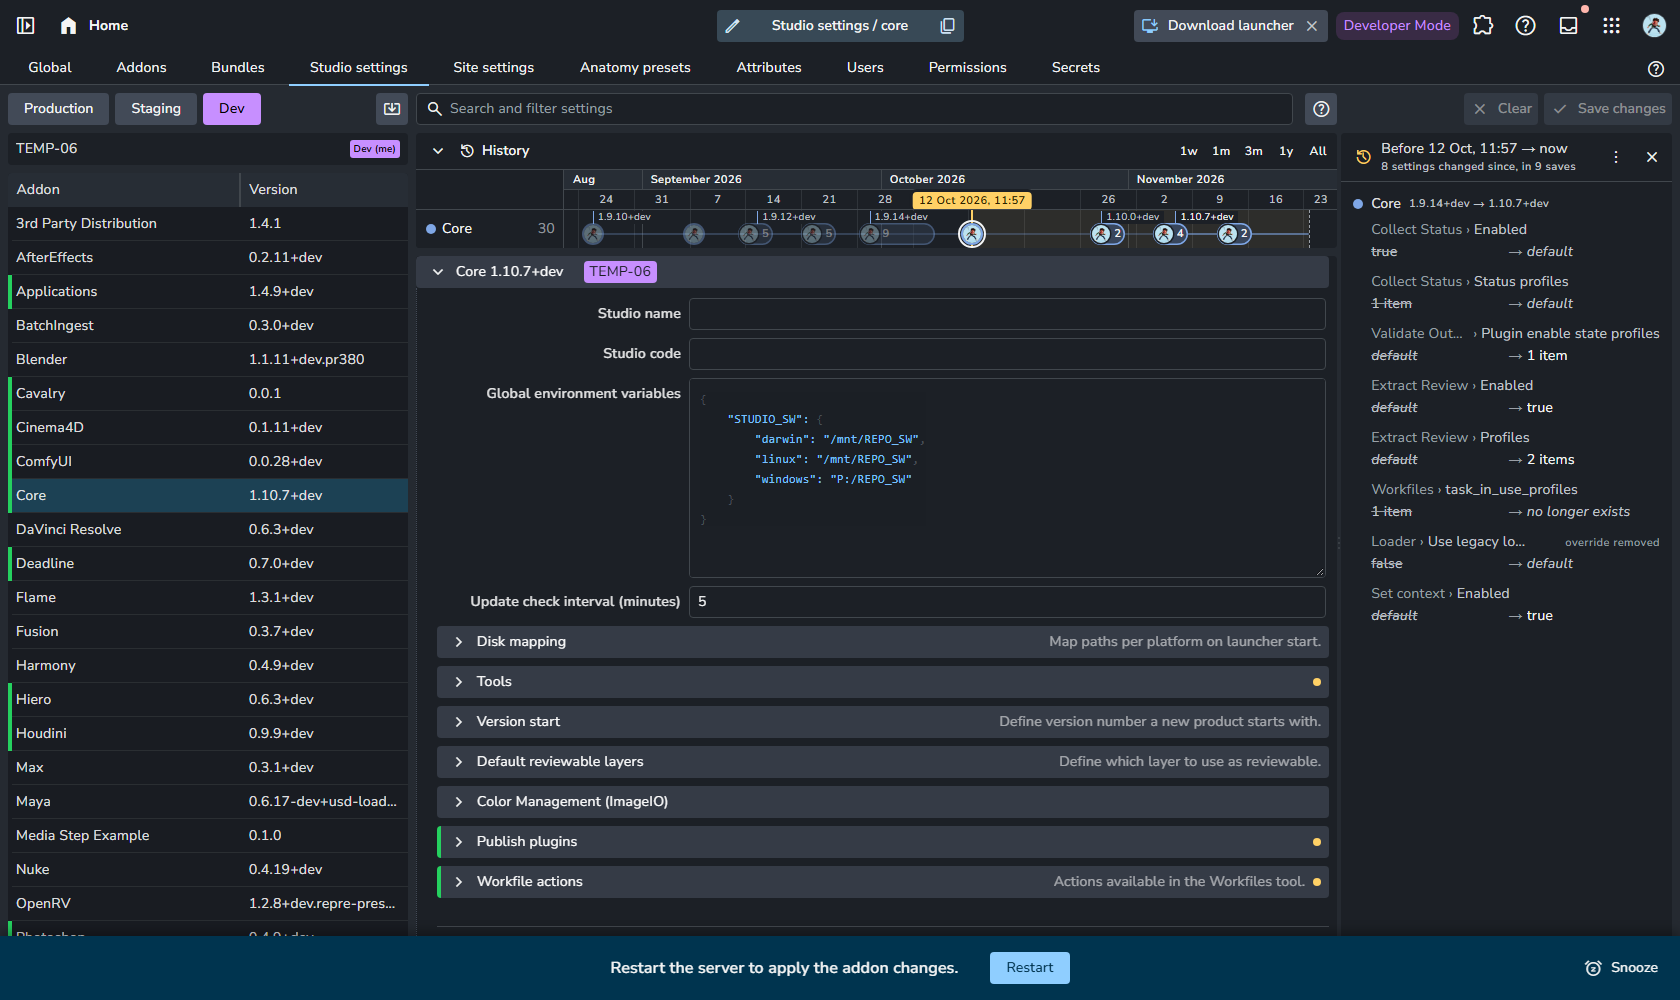 Home
Studio settings / core
Download launcher
Developer Mode
Global
Addons
Bundles
Studio settings
Site settings
Anatomy presets
Attributes
Users
Permissions
Secrets
Production
Staging
Dev
Search and filter settings
Clear
Save changes
TEMP-06
Dev (me)
Addon Version
3rd Party Distribution 1.4.1
AfterEffects 0.2.11+dev
Applications 1.4.9+dev
BatchIngest 0.3.0+dev
Blender 1.1.11+dev.pr380
Cavalry 0.0.1
Cinema4D 0.1.11+dev
ComfyUI 0.0.28+dev
Core 1.10.7+dev
DaVinci Resolve 0.6.3+dev
Deadline 0.7.0+dev
Flame 1.3.1+dev
Fusion 0.3.7+dev
Harmony 0.4.9+dev
Hiero 0.6.3+dev
Houdini 0.9.9+dev
Max 0.3.1+dev
Maya 0.6.17-dev+usd-load...
Media Step Example 0.1.0
Nuke 0.4.19+dev
OpenRV 1.2.8+dev.repre-pres...
History
1w 1m 3m 1y All
Aug September 2026 October 2026 November 2026
24 31 7 14 21 28 12 Oct 2026, 11:57 26 2 9 16 23
1.9.10+dev 1.9.12+dev 1.9.14+dev 1.10.0+dev 1.10.7+dev
Core 30 5 5 9 2 4 2
Core 1.10.7+dev TEMP-06
Studio name
Studio code
Global environment variables
{
"STUDIO_SW": {
"darwin": "/mnt/REPO_SW",
"linux": "/mnt/REPO_SW",
"windows": "P:/REPO_SW"
}
}
Update check interval (minutes) 5
Disk mapping Map paths per platform on launcher start.
Tools
Version start Define version number a new product starts with.
Default reviewable layers Define which layer to use as reviewable.
Color Management (ImageIO)
Publish plugins
Workfile actions Actions available in the Workfiles tool.
Before 12 Oct, 11:57 → now
8 settings changed since, in 9 saves
Core 1.9.14+dev → 1.10.7+dev
Collect Status › Enabled
true → default
Collect Status › Status profiles
1 item → default
Validate Out... › Plugin enable state profiles
default → 1 item
Extract Review › Enabled
default → true
Extract Review › Profiles
default → 2 items
Workfiles › task_in_use_profiles
1 item → no longer exists
Loader › Use legacy lo... override removed
false → default
Set context › Enabled
default → true
Restart the server to apply the addon changes.
Restart
Snooze